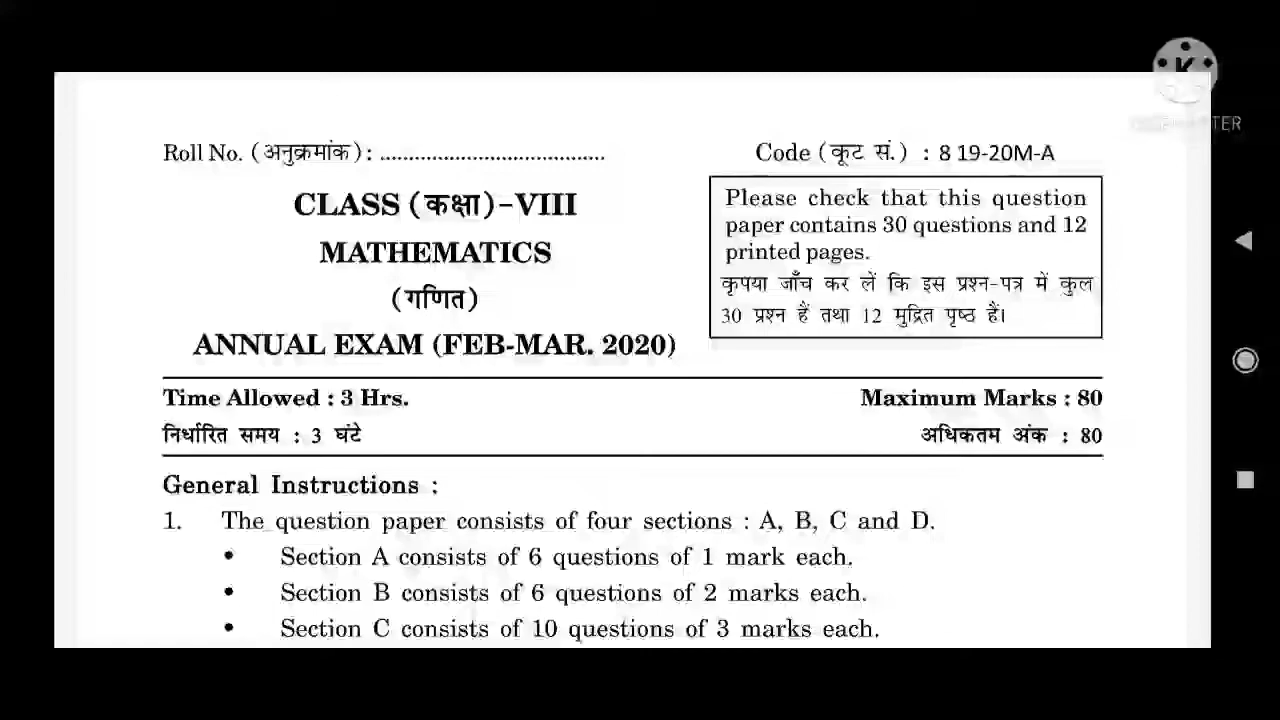 Roll No. (अनुक्रमांक) : ........................................
Code (कूट सं.) : 8 19-20M-A
CLASS (कक्षा)-VIII
MATHEMATICS
(गणित)
ANNUAL EXAM (FEB-MAR. 2020)
Please check that this question
paper contains 30 questions and 12
printed pages.
कृपया जाँच कर लें कि इस प्रश्न-पत्र में कुल
30 प्रश्न हैं तथा 12 मुद्रित पृष्ठ हैं।
Time Allowed : 3 Hrs.
Maximum Marks : 80
निर्धारित समय : 3 घंटे
अधिकतम अंक : 80
General Instructions :
1. The question paper consists of four sections : A, B, C and D.
• Section A consists of 6 questions of 1 mark each.
• Section B consists of 6 questions of 2 marks each.
• Section C consists of 10 questions of 3 marks each.
K